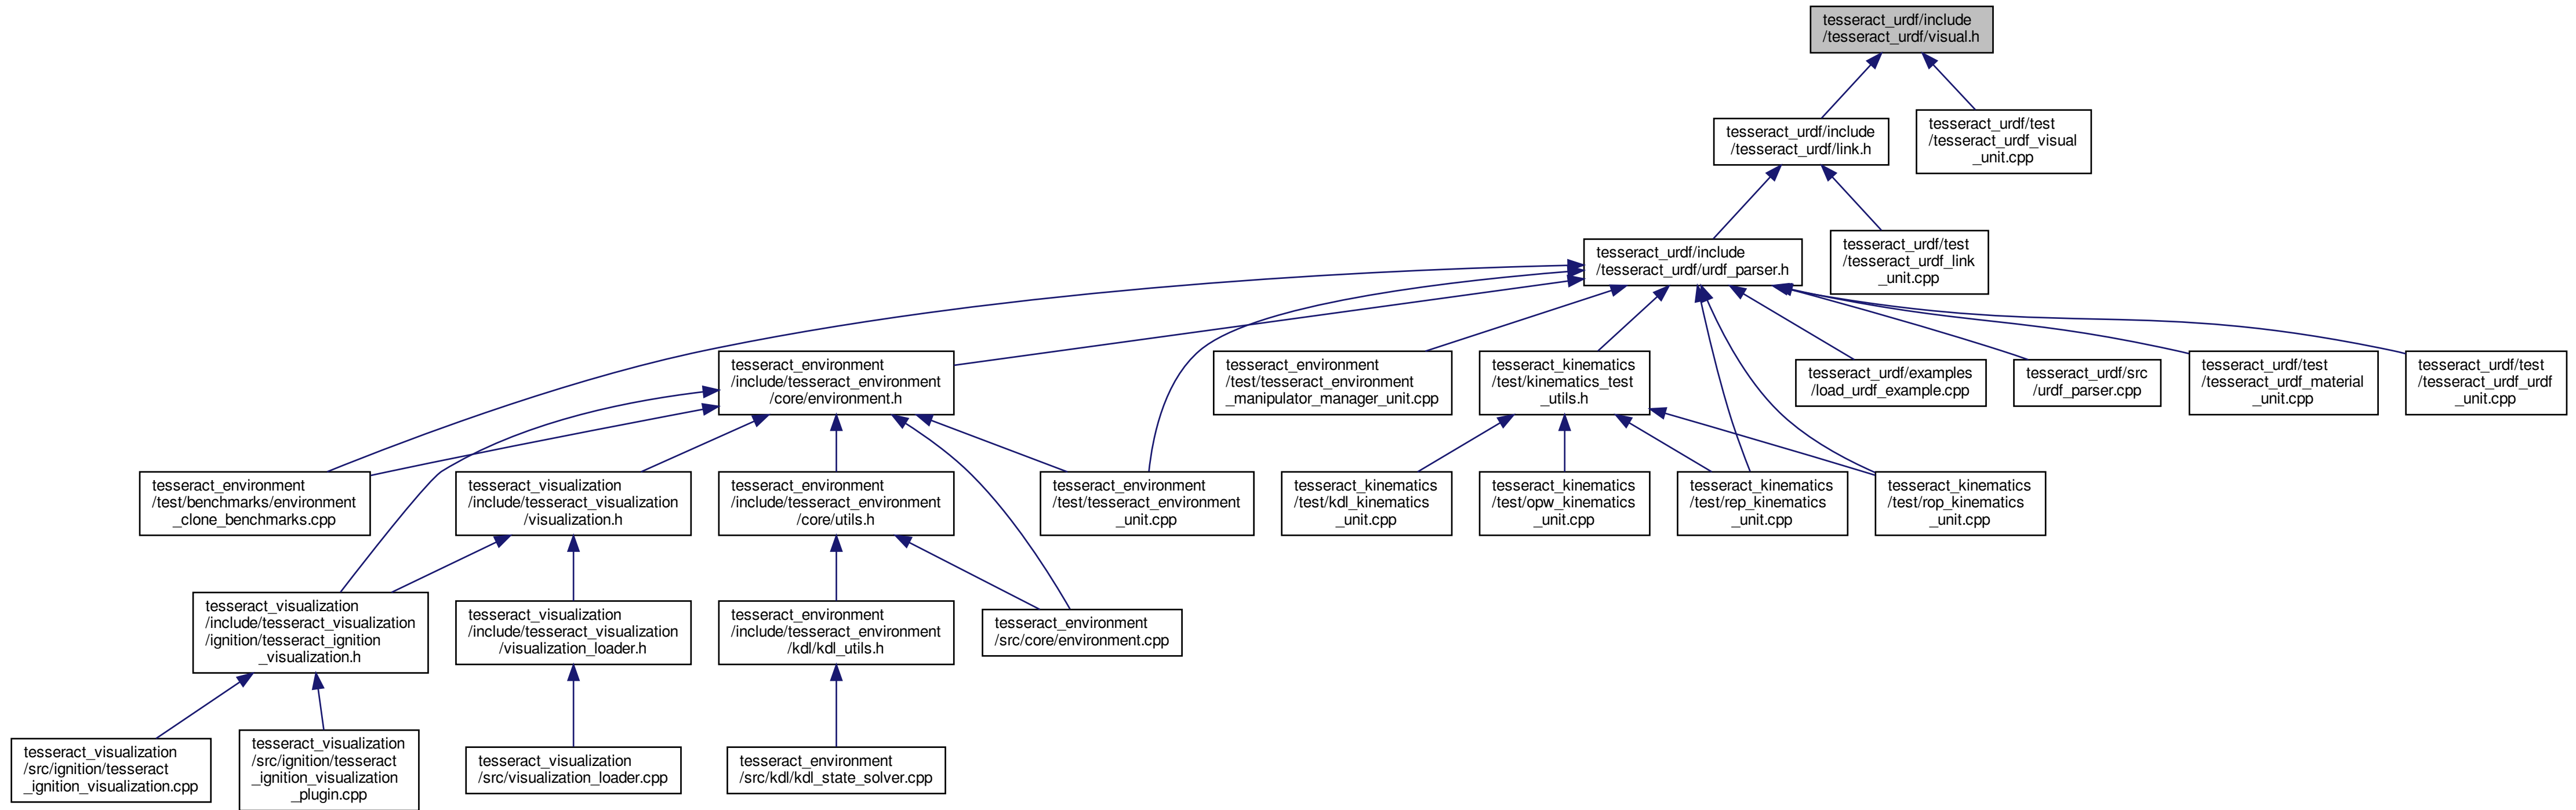 tesseract_urdf/include
/tesseract_urdf/visual.h
tesseract_urdf/include
/tesseract_urdf/link.h
tesseract_urdf/test
/tesseract_urdf_visual
_unit.cpp
tesseract_urdf/include
/tesseract_urdf/urdf_parser.h
tesseract_urdf/test
/tesseract_urdf_link
_unit.cpp
tesseract_environment
/include/tesseract_environment
/core/environment.h
tesseract_environment
/test/tesseract_environment
_manipulator_manager_unit.cpp
tesseract_kinematics
/test/kinematics_test
_utils.h
tesseract_urdf/examples
/load_urdf_example.cpp
tesseract_urdf/src
/urdf_parser.cpp
tesseract_urdf/test
/tesseract_urdf_material
_unit.cpp
tesseract_urdf/test
/tesseract_urdf_urdf
_unit.cpp
tesseract_environment
/test/benchmarks/environment
_clone_benchmarks.cpp
tesseract_visualization
/include/tesseract_visualization
/visualization.h
tesseract_environment
/include/tesseract_environment
/core/utils.h
tesseract_environment
/test/tesseract_environment
_unit.cpp
tesseract_kinematics
/test/kdl_kinematics
_unit.cpp
tesseract_kinematics
/test/opw_kinematics
_unit.cpp
tesseract_kinematics
/test/rep_kinematics
_unit.cpp
tesseract_kinematics
/test/rop_kinematics
_unit.cpp
tesseract_visualization
/include/tesseract_visualization
/ignition/tesseract_ignition
_visualization.h
tesseract_visualization
/include/tesseract_visualization
/visualization_loader.h
tesseract_environment
/include/tesseract_environment
/kdl/kdl_utils.h
tesseract_environment
/src/core/environment.cpp
tesseract_visualization
/src/ignition/tesseract
_ignition_visualization.cpp
tesseract_visualization
/src/ignition/tesseract
_ignition_visualization
_plugin.cpp
tesseract_visualization
/src/visualization_loader.cpp
tesseract_environment
/src/kdl/kdl_state_solver.cpp